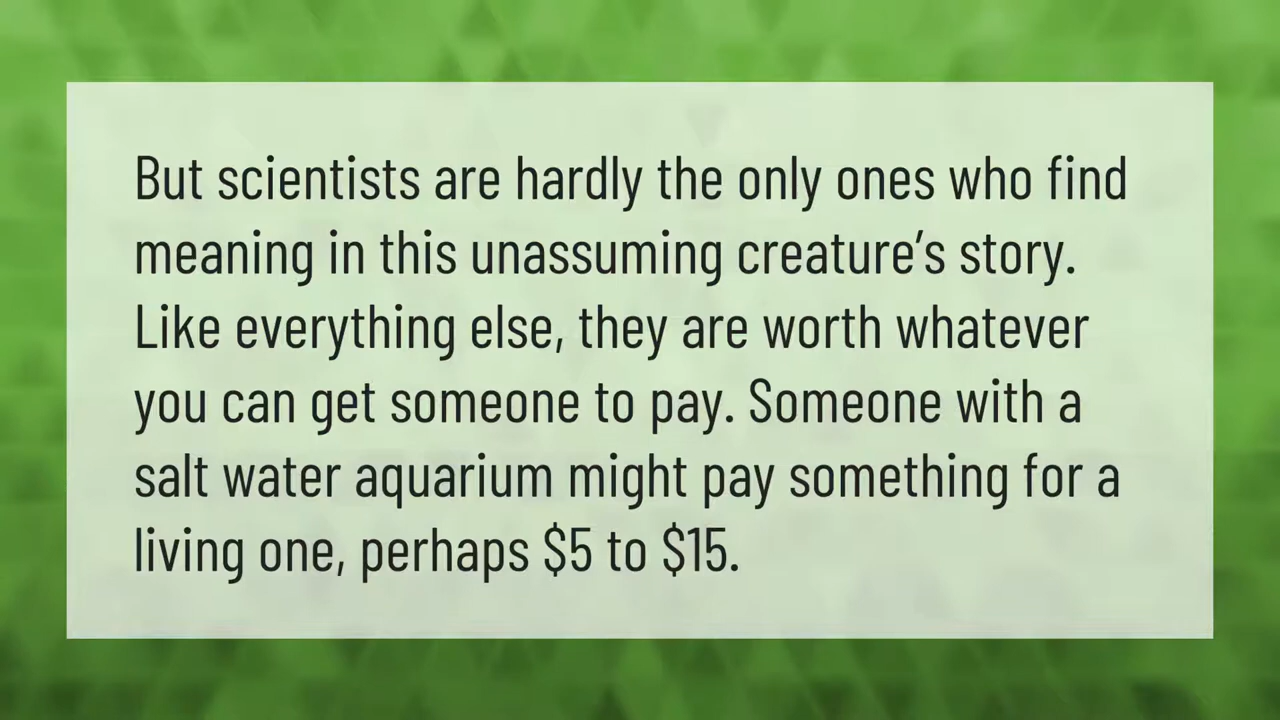 But scientists are hardly the only ones who find
meaning in this unassuming creature’s story.
Like everything else, they are worth whatever
you can get someone to pay. Someone with a
salt water aquarium might pay something for a
living one, perhaps $5 to $15.